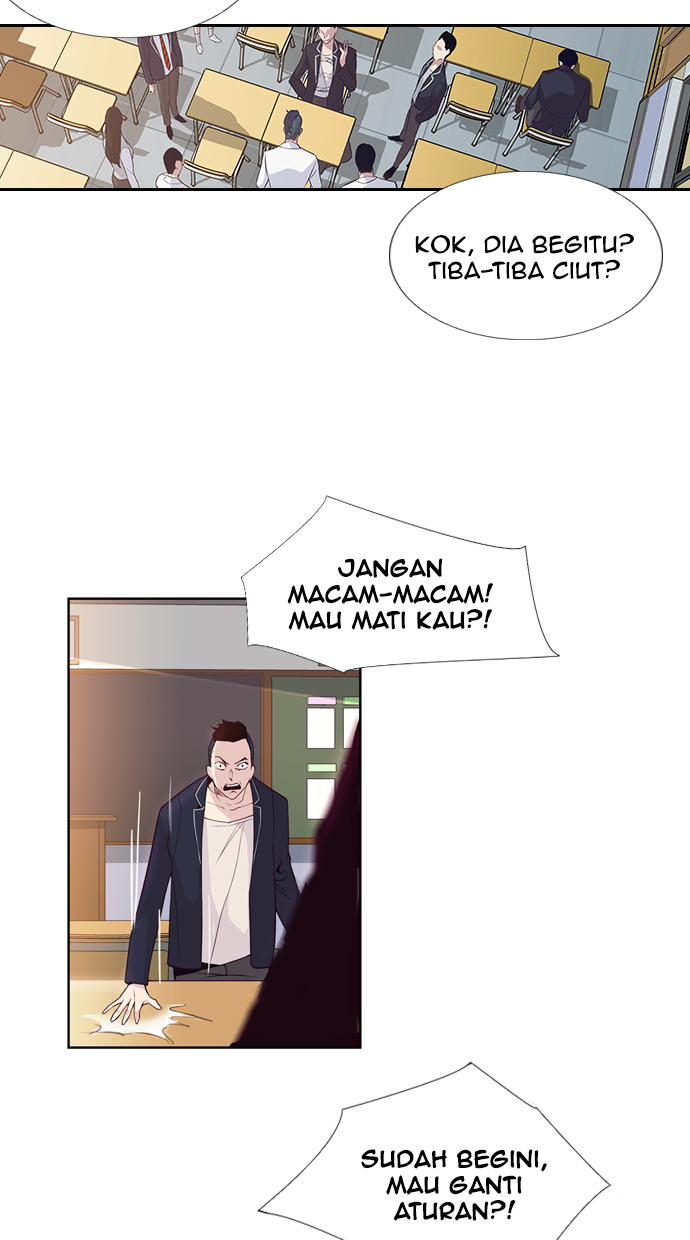 KOK, DIA BEGITU?
TIBA-TIBA CIUT?
JANGAN
MACAM-MACAM!
MAU MATI KAU?!
SUDAH BEGINI,
MAU GANTI
ATURAN?!